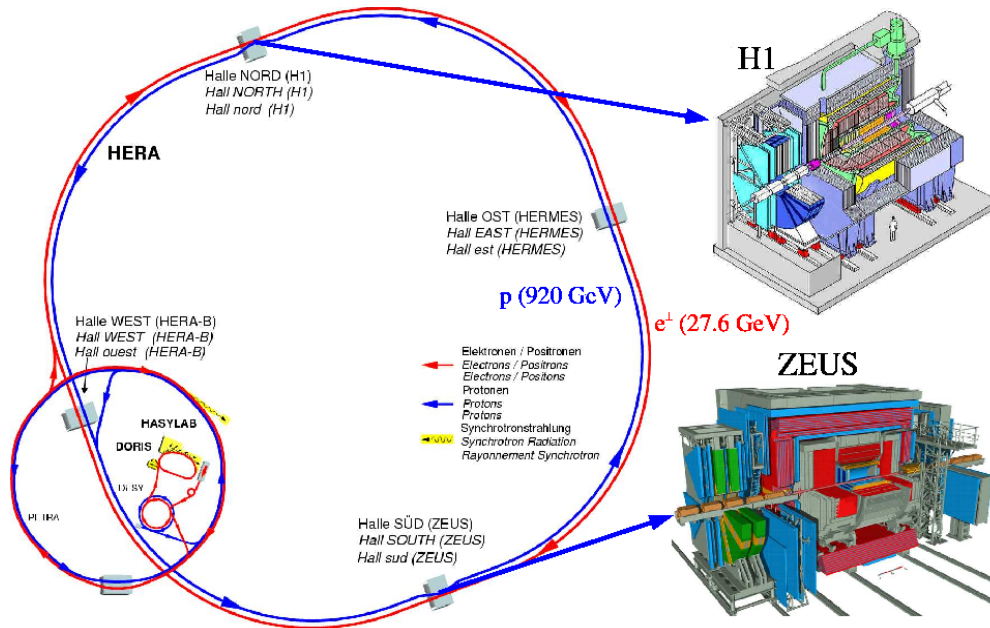 H1
Halle NORD (H1)
Hall NORTH (H1)
Hall nord (H1)
HERA
Halle OST (HERMES)
Hall EAST (HERMES)
Hall est (HERMES)
p (920 GeV)
e± (27.6 GeV)
Halle WEST (HERA-B)
Hall WEST (HERA-B)
Hall ouest (HERA-B)
Elektronen / Positronen
Electrons / Positrons
Electrons / Positons
Protonen
Protons
Protons
Synchrotronstrahlung
Synchrotron Radiation
Rayonnement Synchrotron
ZEUS
HASYLAB
DORIS
DESY
PETRA
Halle SÜD (ZEUS)
Hall SOUTH (ZEUS)
Hall sud (ZEUS)